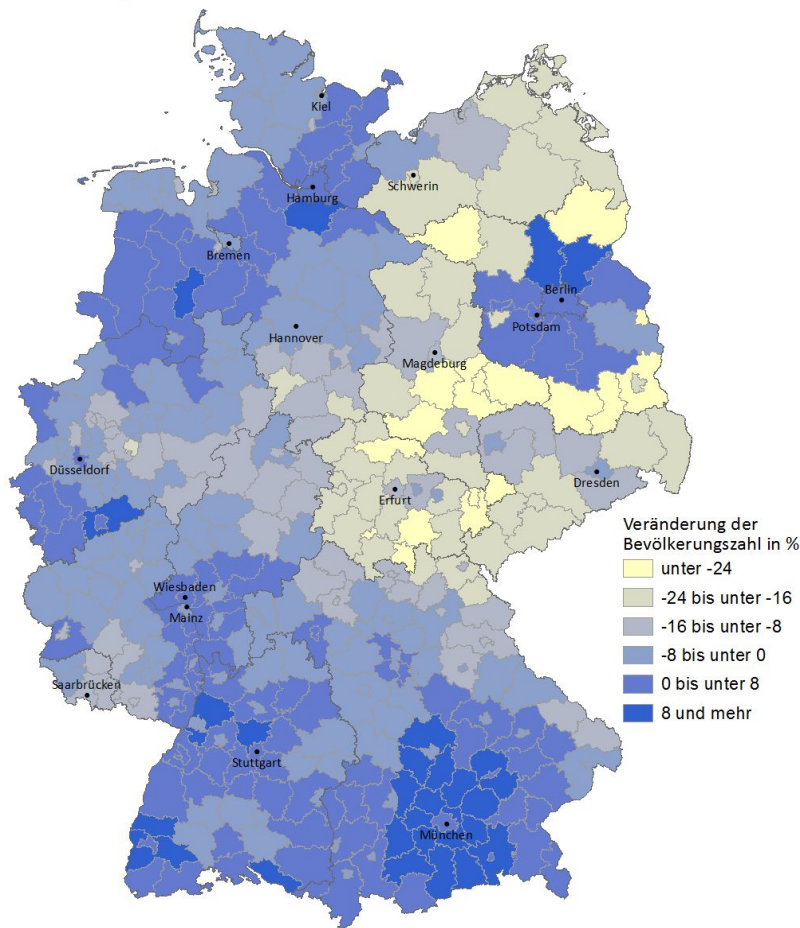 Kiel
Hamburg
Schwerin
Bremen
Berlin
Potsdam
Hannover
Magdeburg
Düsseldorf
Erfurt
Dresden
Wiesbaden
Mainz
Saarbrücken
Stuttgart
München
Veränderung der
Bevölkerungszahl in %
unter -24
-24 bis unter -16
-16 bis unter -8
-8 bis unter 0
0 bis unter 8
8 und mehr